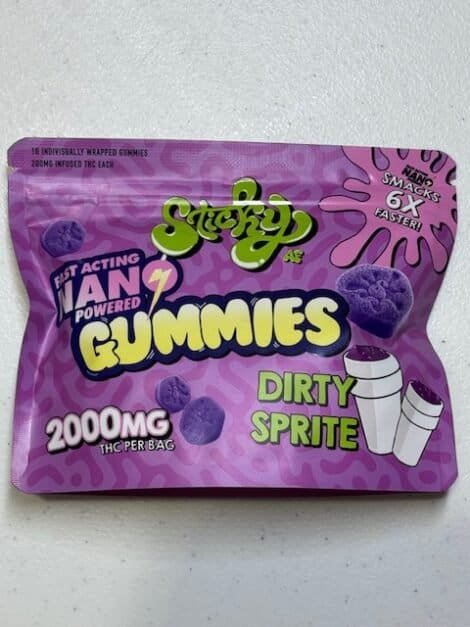 10 INDIVIDUALLY WRAPPED GUMMIES
200MG INFUSED THC EACH
NANO
SMACKS
6X
FASTER!
Sticky
AF
FAST ACTING
NANO
POWERED
GUMMIES
DIRTY
SPRITE
2000MG
THC PER BAG